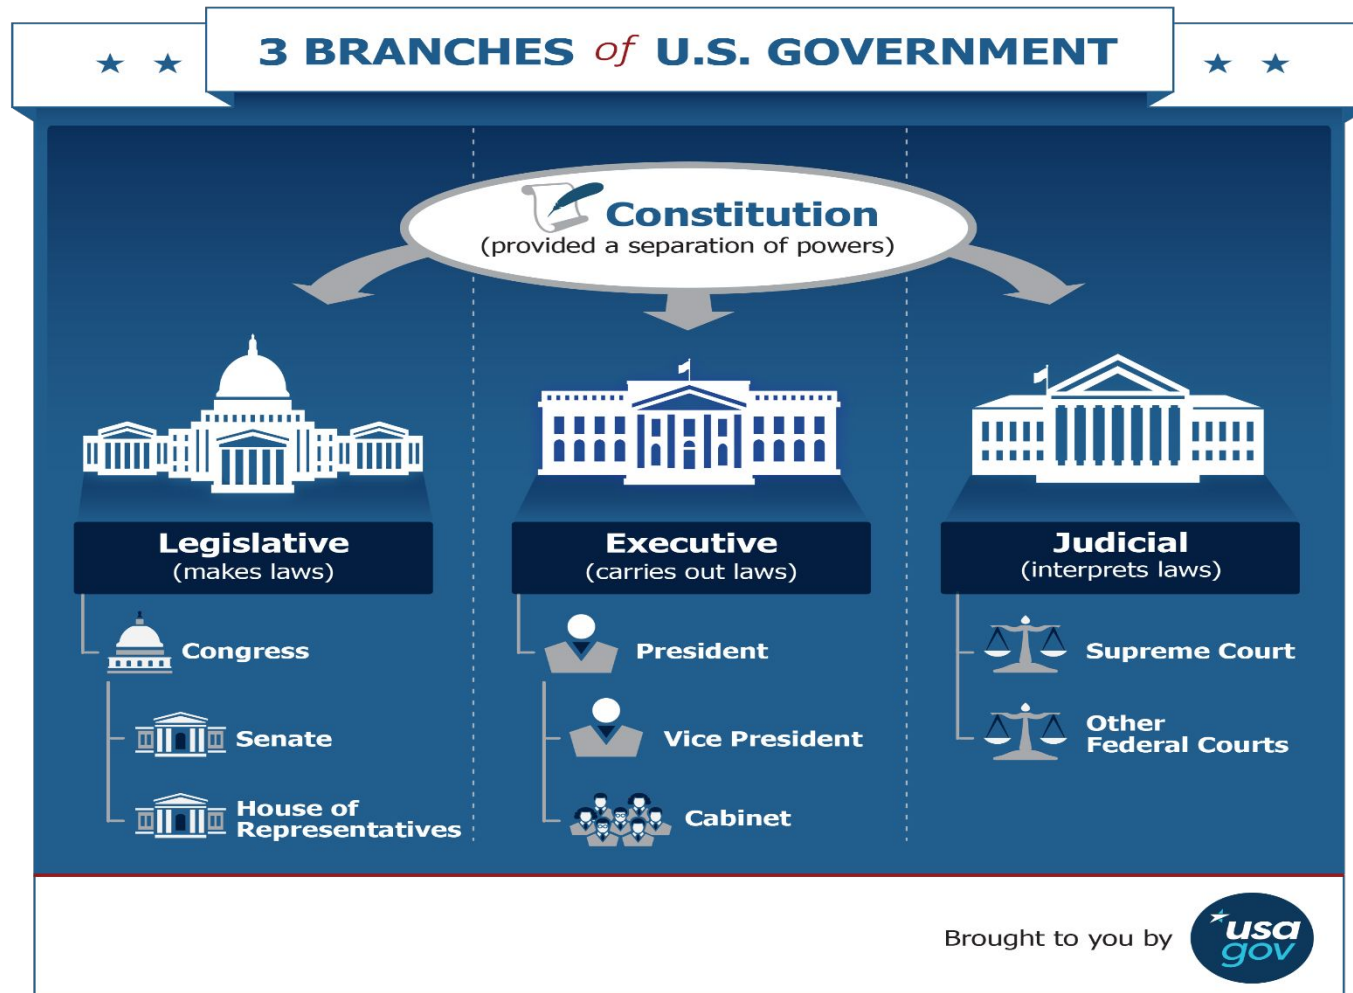 3 BRANCHES of U.S. GOVERNMENT
Constitution
(provided a separation of powers)
Legislative
(makes laws)
Congress
Senate
House of
Representatives
Executive
(carries out laws)
President
Vice President
Cabinet
Judicial
(interprets laws)
Supreme Court
Other
Federal Courts
Brought to you by
usa
gov